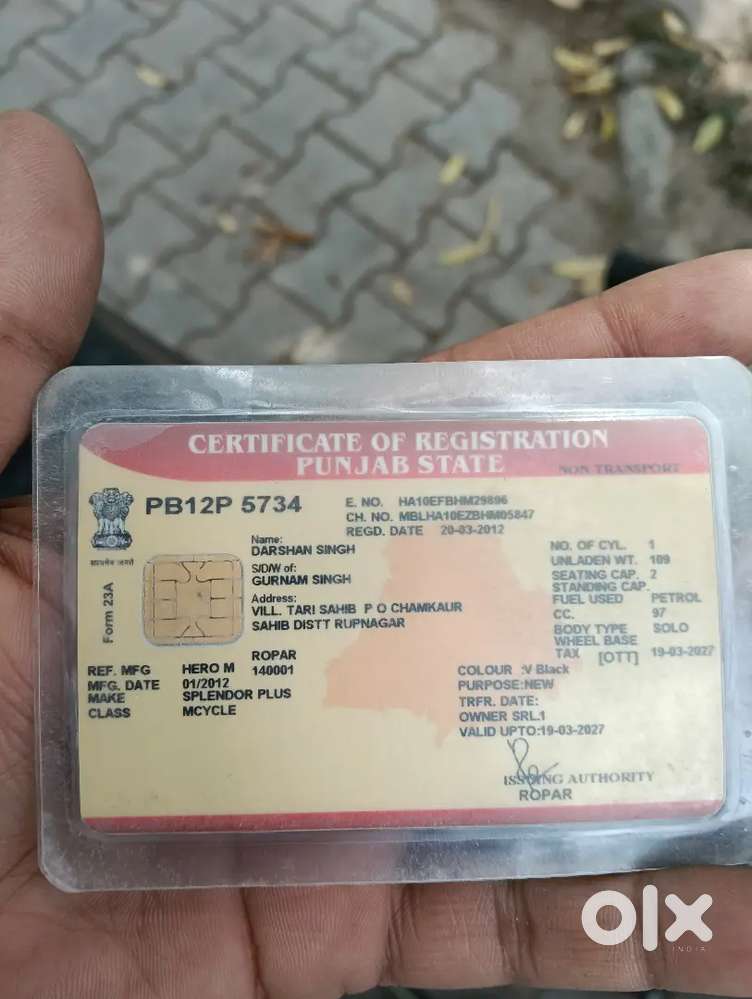 CERTIFICATE OF REGISTRATION
PUNJAB STATE
NON TRANSPORT
PB12P 5734
E. NO. HA10EFBHM29896
CH. NO. MBLHA10EZBHM05847
REGD. DATE 20-03-2012
सत्यमेव जयते
Form 23A
Name:
DARSHAN SINGH
S/D/W of:
GURNAM SINGH
Address:
VILL. TARI SAHIB P O CHAMKAUR
SAHIB DISTT RUPNAGAR
ROPAR
140001
NO. OF CYL. 1
UNLADEN WT. 109
SEATING CAP. 2
STANDING CAP.-
FUEL USED PETROL
CC. 97
BODY TYPE SOLO
WHEEL BASE
TAX [OTT] 19-03-2027
REF. MFG HERO M
MFG. DATE 01/2012
MAKE SPLENDOR PLUS
CLASS MCYCLE
COLOUR :V Black
PURPOSE:NEW
TRFR. DATE:
OWNER SRL.1
VALID UPTO:19-03-2027
ISSUING AUTHORITY
ROPAR
olx
INDIA